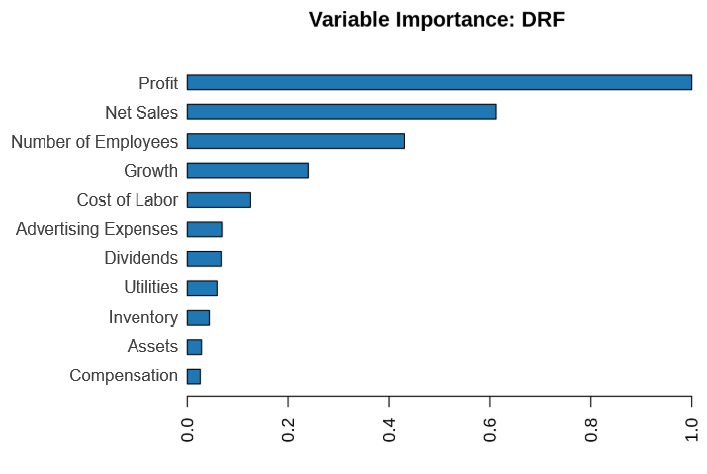 Variable Importance: DRF
Profit
Net Sales
Number of Employees
Growth
Cost of Labor
Advertising Expenses
Dividends
Utilities
Inventory
Assets
Compensation
0.0
0.2
0.4
0.6
0.8
1.0